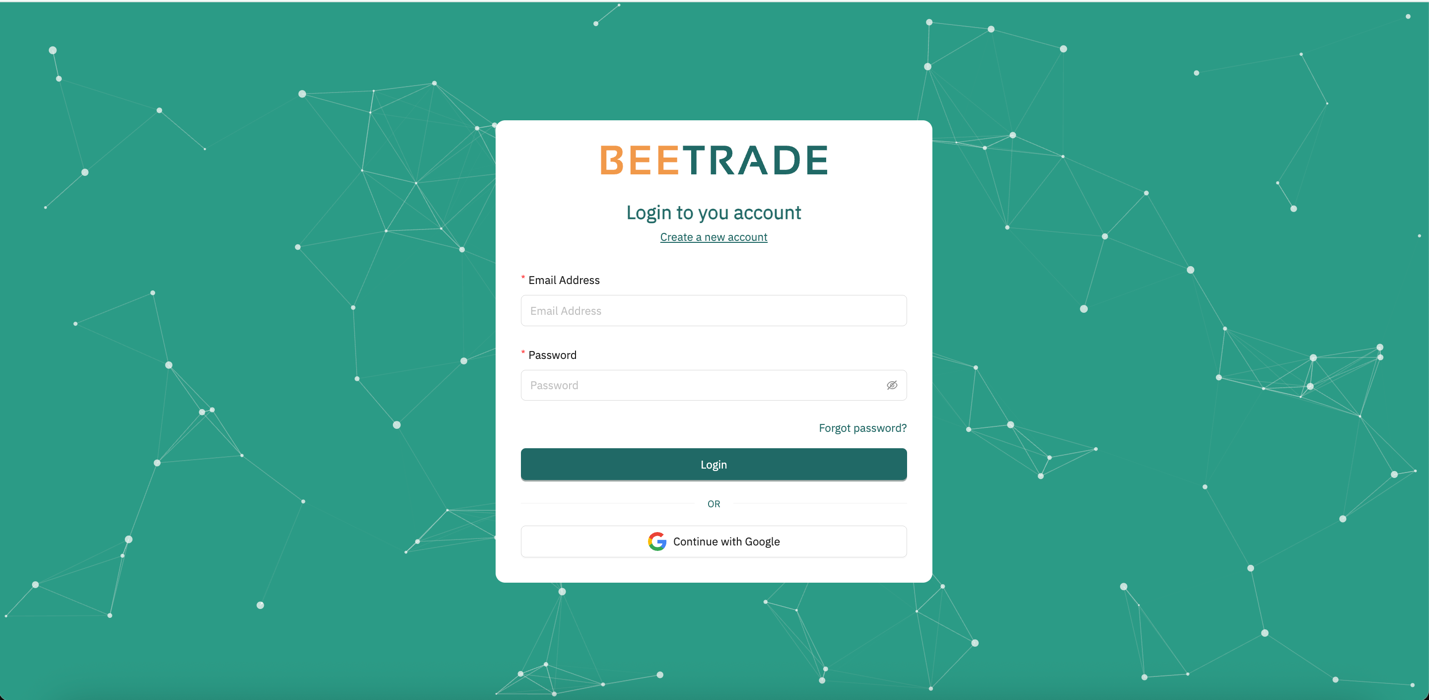 BEETRADE
Login to you account
Create a new account
* Email Address
Email Address
* Password
Password
Forgot password?
Login
OR
Continue with Google